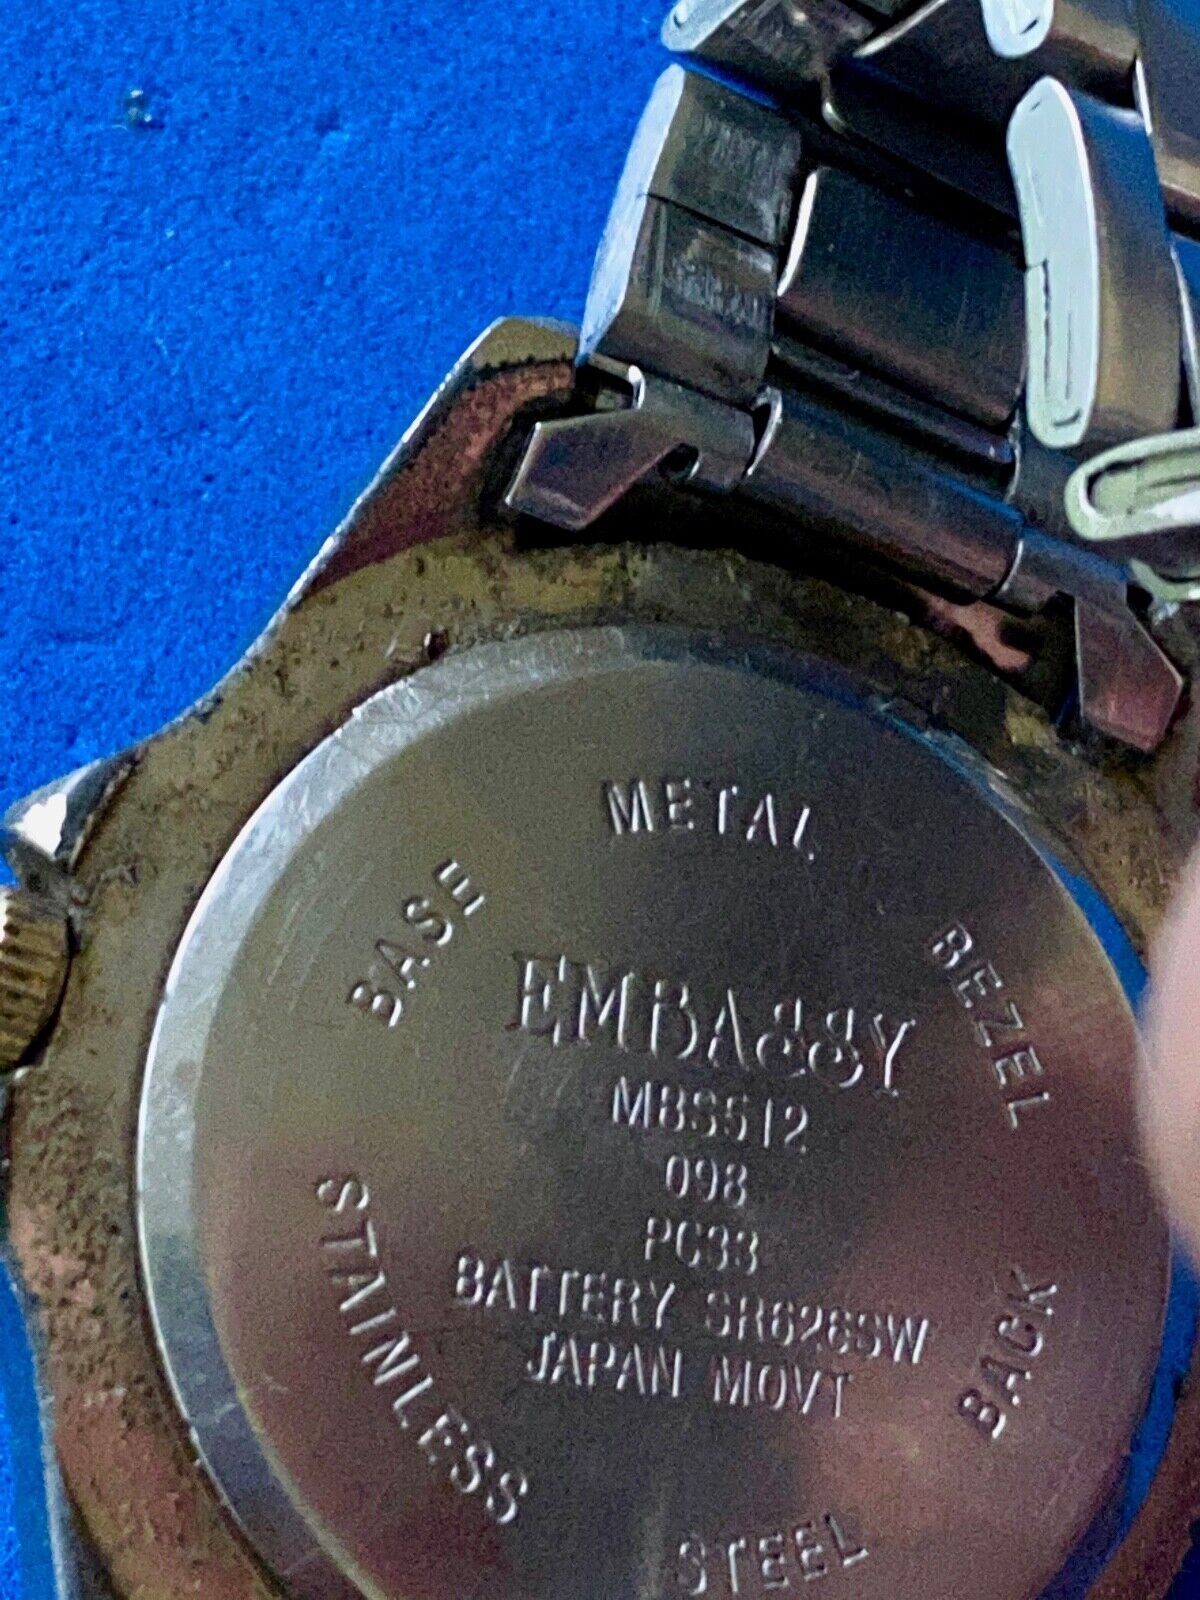 BASE METAL BEZEL
EMBASSY
MBS512
098
PC33
BATTERY SR626SW
JAPAN MOVT
STAINLESS STEEL BACK